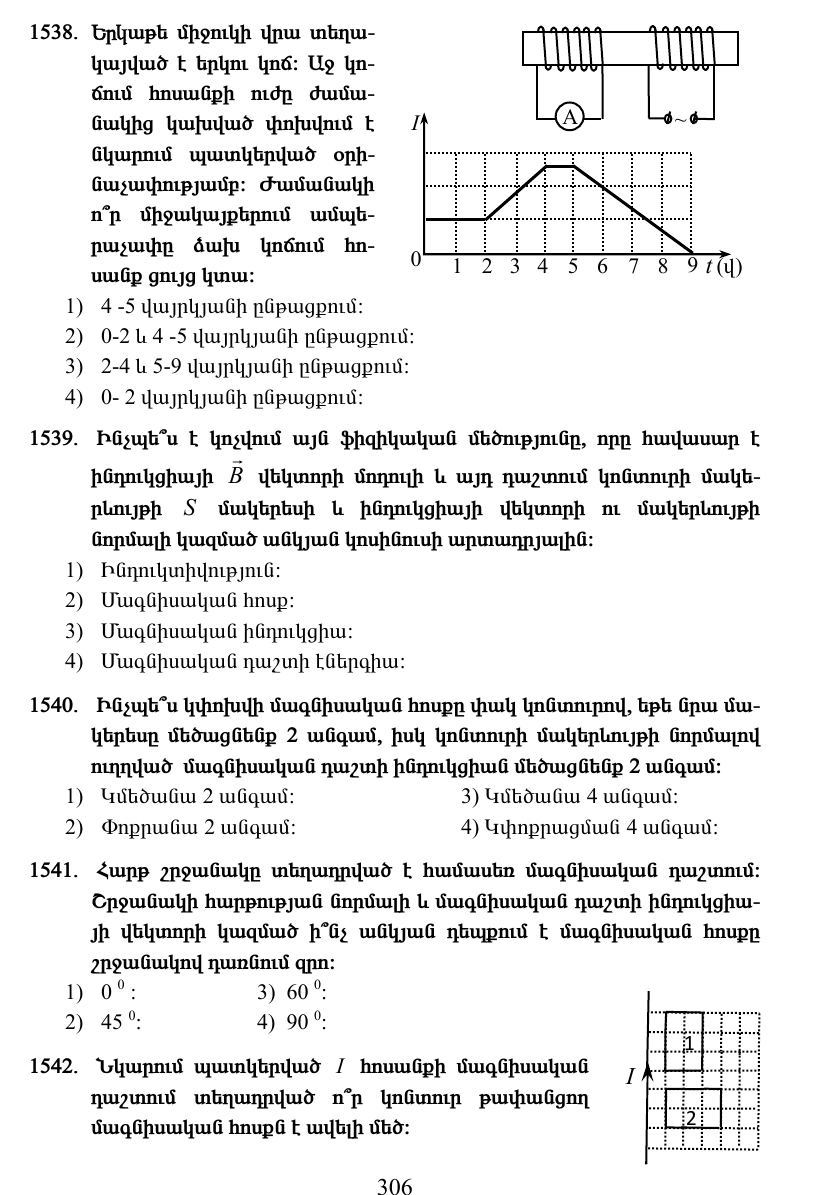 1538. Երկաթե միջուկի վրա տեղա-
կայված է երկու կոճ: Աջ կո-
ճում հոսանքի ուժը ժամա-
նակից կախված փոխվում է
նկարում պատկերված օրի-
նաչափությամբ: Ժամանակի
ո՞ր միջակայքերում ամպե-
րաչափը ձախ կոճում հո-
սանք ցույց կտա:
A
~
I
0
1 2 3 4 5 6 7 8 9 t (վ)
1) 4 -5 վայրկյանի ընթացքում:
2) 0-2 և 4 -5 վայրկյանի ընթացքում:
3) 2-4 և 5-9 վայրկյանի ընթացքում:
4) 0- 2 վայրկյանի ընթացքում:
1539. Ինչպե՞ս է կոչվում այն ֆիզիկական մեծությունը, որը հավասար է
ինդուկցիայի B⃗ վեկտորի մոդուլի և այդ դաշտում կոնտուրի մակե-
րևույթի S մակերեսի և ինդուկցիայի վեկտորի ու մակերևույթի
նորմալի կազմած անկյան կոսինուսի արտադրյալին:
1) Ինդուկտիվություն:
2) Մագնիսական հոսք:
3) Մագնիսական ինդուկցիա:
4) Մագնիսական դաշտի էներգիա:
1540. Ինչպե՞ս կփոխվի մագնիսական հոսքը փակ կոնտուրով, եթե նրա մա-
կերեսը մեծացնենք 2 անգամ, իսկ կոնտուրի մակերևույթի նորմալով
ուղղված մագնիսական դաշտի ինդուկցիան մեծացնենք 2 անգամ:
1) Կմեծանա 2 անգամ: 3) Կմեծանա 4 անգամ:
2) Փոքրանա 2 անգամ: 4) Կփոքրացման 4 անգամ:
1541. Հարթ շրջանակը տեղադրված է համասեռ մագնիսական դաշտում:
Շրջանակի հարթության նորմալի և մագնիսական դաշտի ինդուկցիա-
յի վեկտորի կազմած ի՞նչ անկյան դեպքում է մագնիսական հոսքը
շրջանակով դառնում զրո:
1) 0 ⁰ : 3) 60 ⁰:
2) 45 ⁰: 4) 90 ⁰:
1542. Նկարում պատկերված I հոսանքի մագնիսական
դաշտում տեղադրված ո՞ր կոնտուր թափանցող
մագնիսական հոսքն է ավելի մեծ:
1
I
2
306